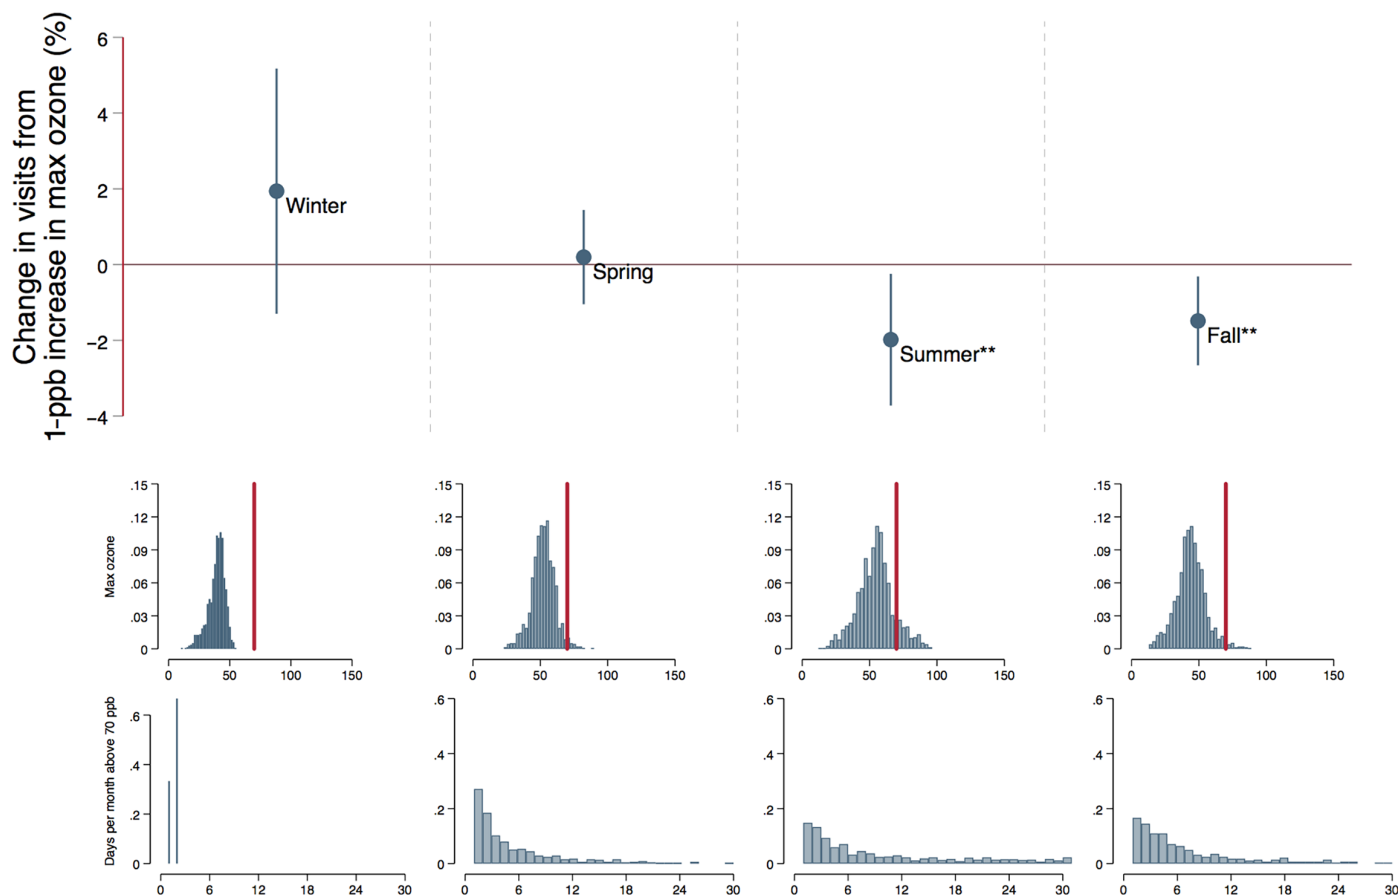 Change in visits from
1-ppb increase in max ozone (%)
6
4
2
0
−2
−4
Winter
Spring
Summer**
Fall**
Max ozone
.15
.12
.09
.06
.03
0
0 50 100 150
.15
.12
.09
.06
.03
0
0 50 100 150
.15
.12
.09
.06
.03
0
0 50 100 150
.15
.12
.09
.06
.03
0
0 50 100 150
Days per month above 70 ppb
.6
.4
.2
0
0 6 12 18 24 30
.6
.4
.2
0
0 6 12 18 24 30
.6
.4
.2
0
0 6 12 18 24 30
.6
.4
.2
0
0 6 12 18 24 30